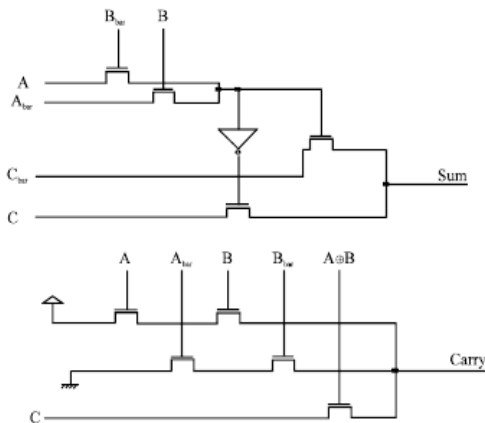 B_bar B
A
A_bar
C_bar Sum
C
A A_bar B B_bar A⊕B
Carry
C